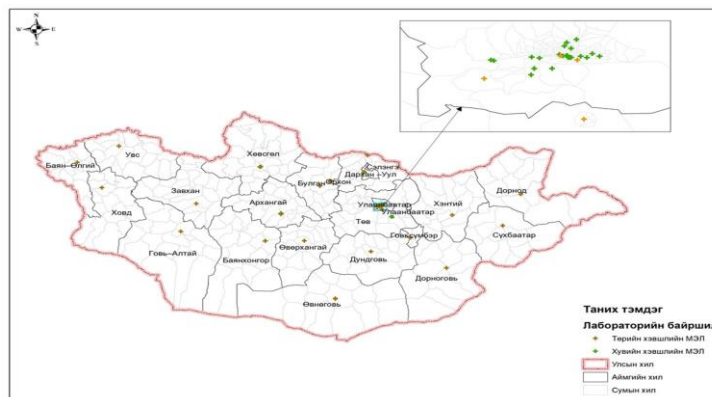 N
W E
S
Увс
Баян-Өлгий
Хөвсгөл
Сэлэнгэ
Дархан-Уул
Орхон
Булган
Завхан
Ховд
Архангай
Улаанбаатар
Улаанбаатар
Төв
Хэнтий
Дорнод
Говь-Алтай
Баянхонгор
Өверхангай
Говьсүмбэр
Сүхбаатар
Дундговь
Дорноговь
Өмнөговь
Таних тэмдэг
Лабораторийн байршил
Төрийн хэвшлийн МЭЛ
Хувийн хэвшлийн МЭЛ
Улсын хил
Аймгийн хил
Сумын хил